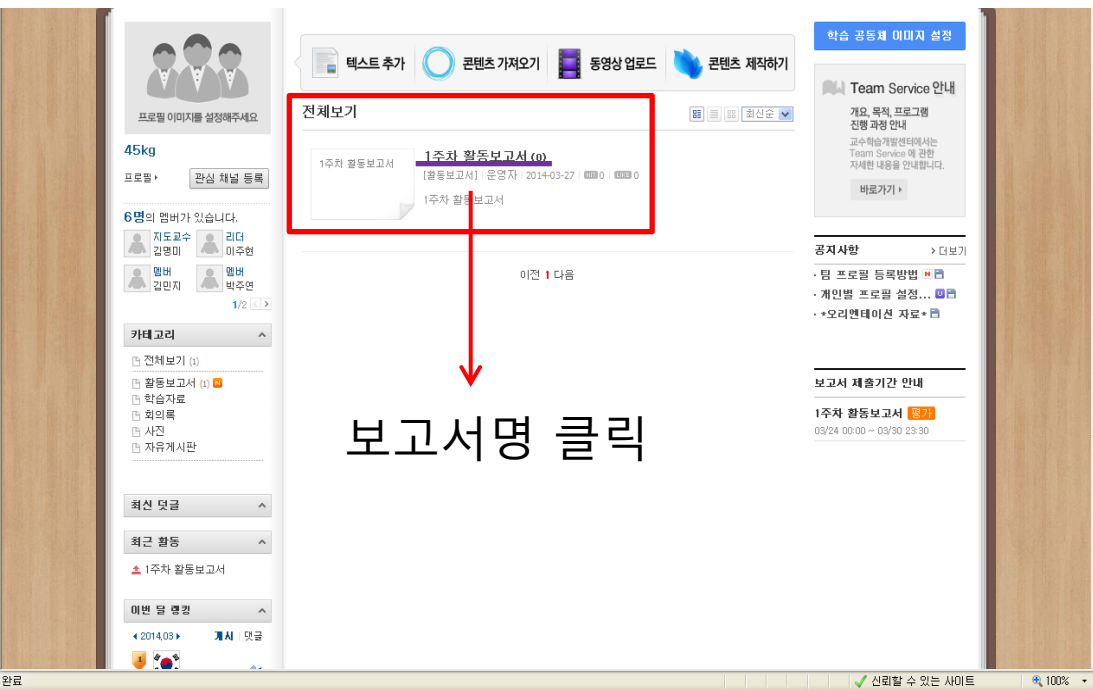 프로필 이미지를 설정해주세요
45kg
프로필
관심 채널 등록
6명의 멤버가 있습니다.
지도교수
김명미
리더
이주현
멤버
김민지
멤버
박주연
1/2
카테고리
전체보기 (1)
활동보고서 (1) N
학습자료
회의록
사진
자유게시판
최신 덧글
최근 활동
1주차 활동보고서
이번 달 랭킹
2014.03
게시 | 댓글
1
텍스트 추가
콘텐츠 가져오기
동영상 업로드
콘텐츠 제작하기
전체보기
최신순
1주차 활동보고서
1주차 활동보고서 (0)
[활동보고서] | 운영자 | 2014-03-27 | HIT 0 | LIKE 0
1주차 활동보고서
이전 1 다음
보고서명 클릭
학습 공동체 이미지 설정
Team Service 안내
개요, 목적, 프로그램
진행 과정 안내
교수학습개발센터에서는
Team Service 에 관한
자세한 내용을 안내합니다.
바로가기
공지사항
> 더보기
· 팀 프로필 등록방법 N
· 개인별 프로필 설정... U
· *오리엔테이션 자료*
보고서 제출기간 안내
1주차 활동보고서 평가
03/24 00:00 ~ 03/30 23:30
완료
신뢰할 수 있는 사이트
100%